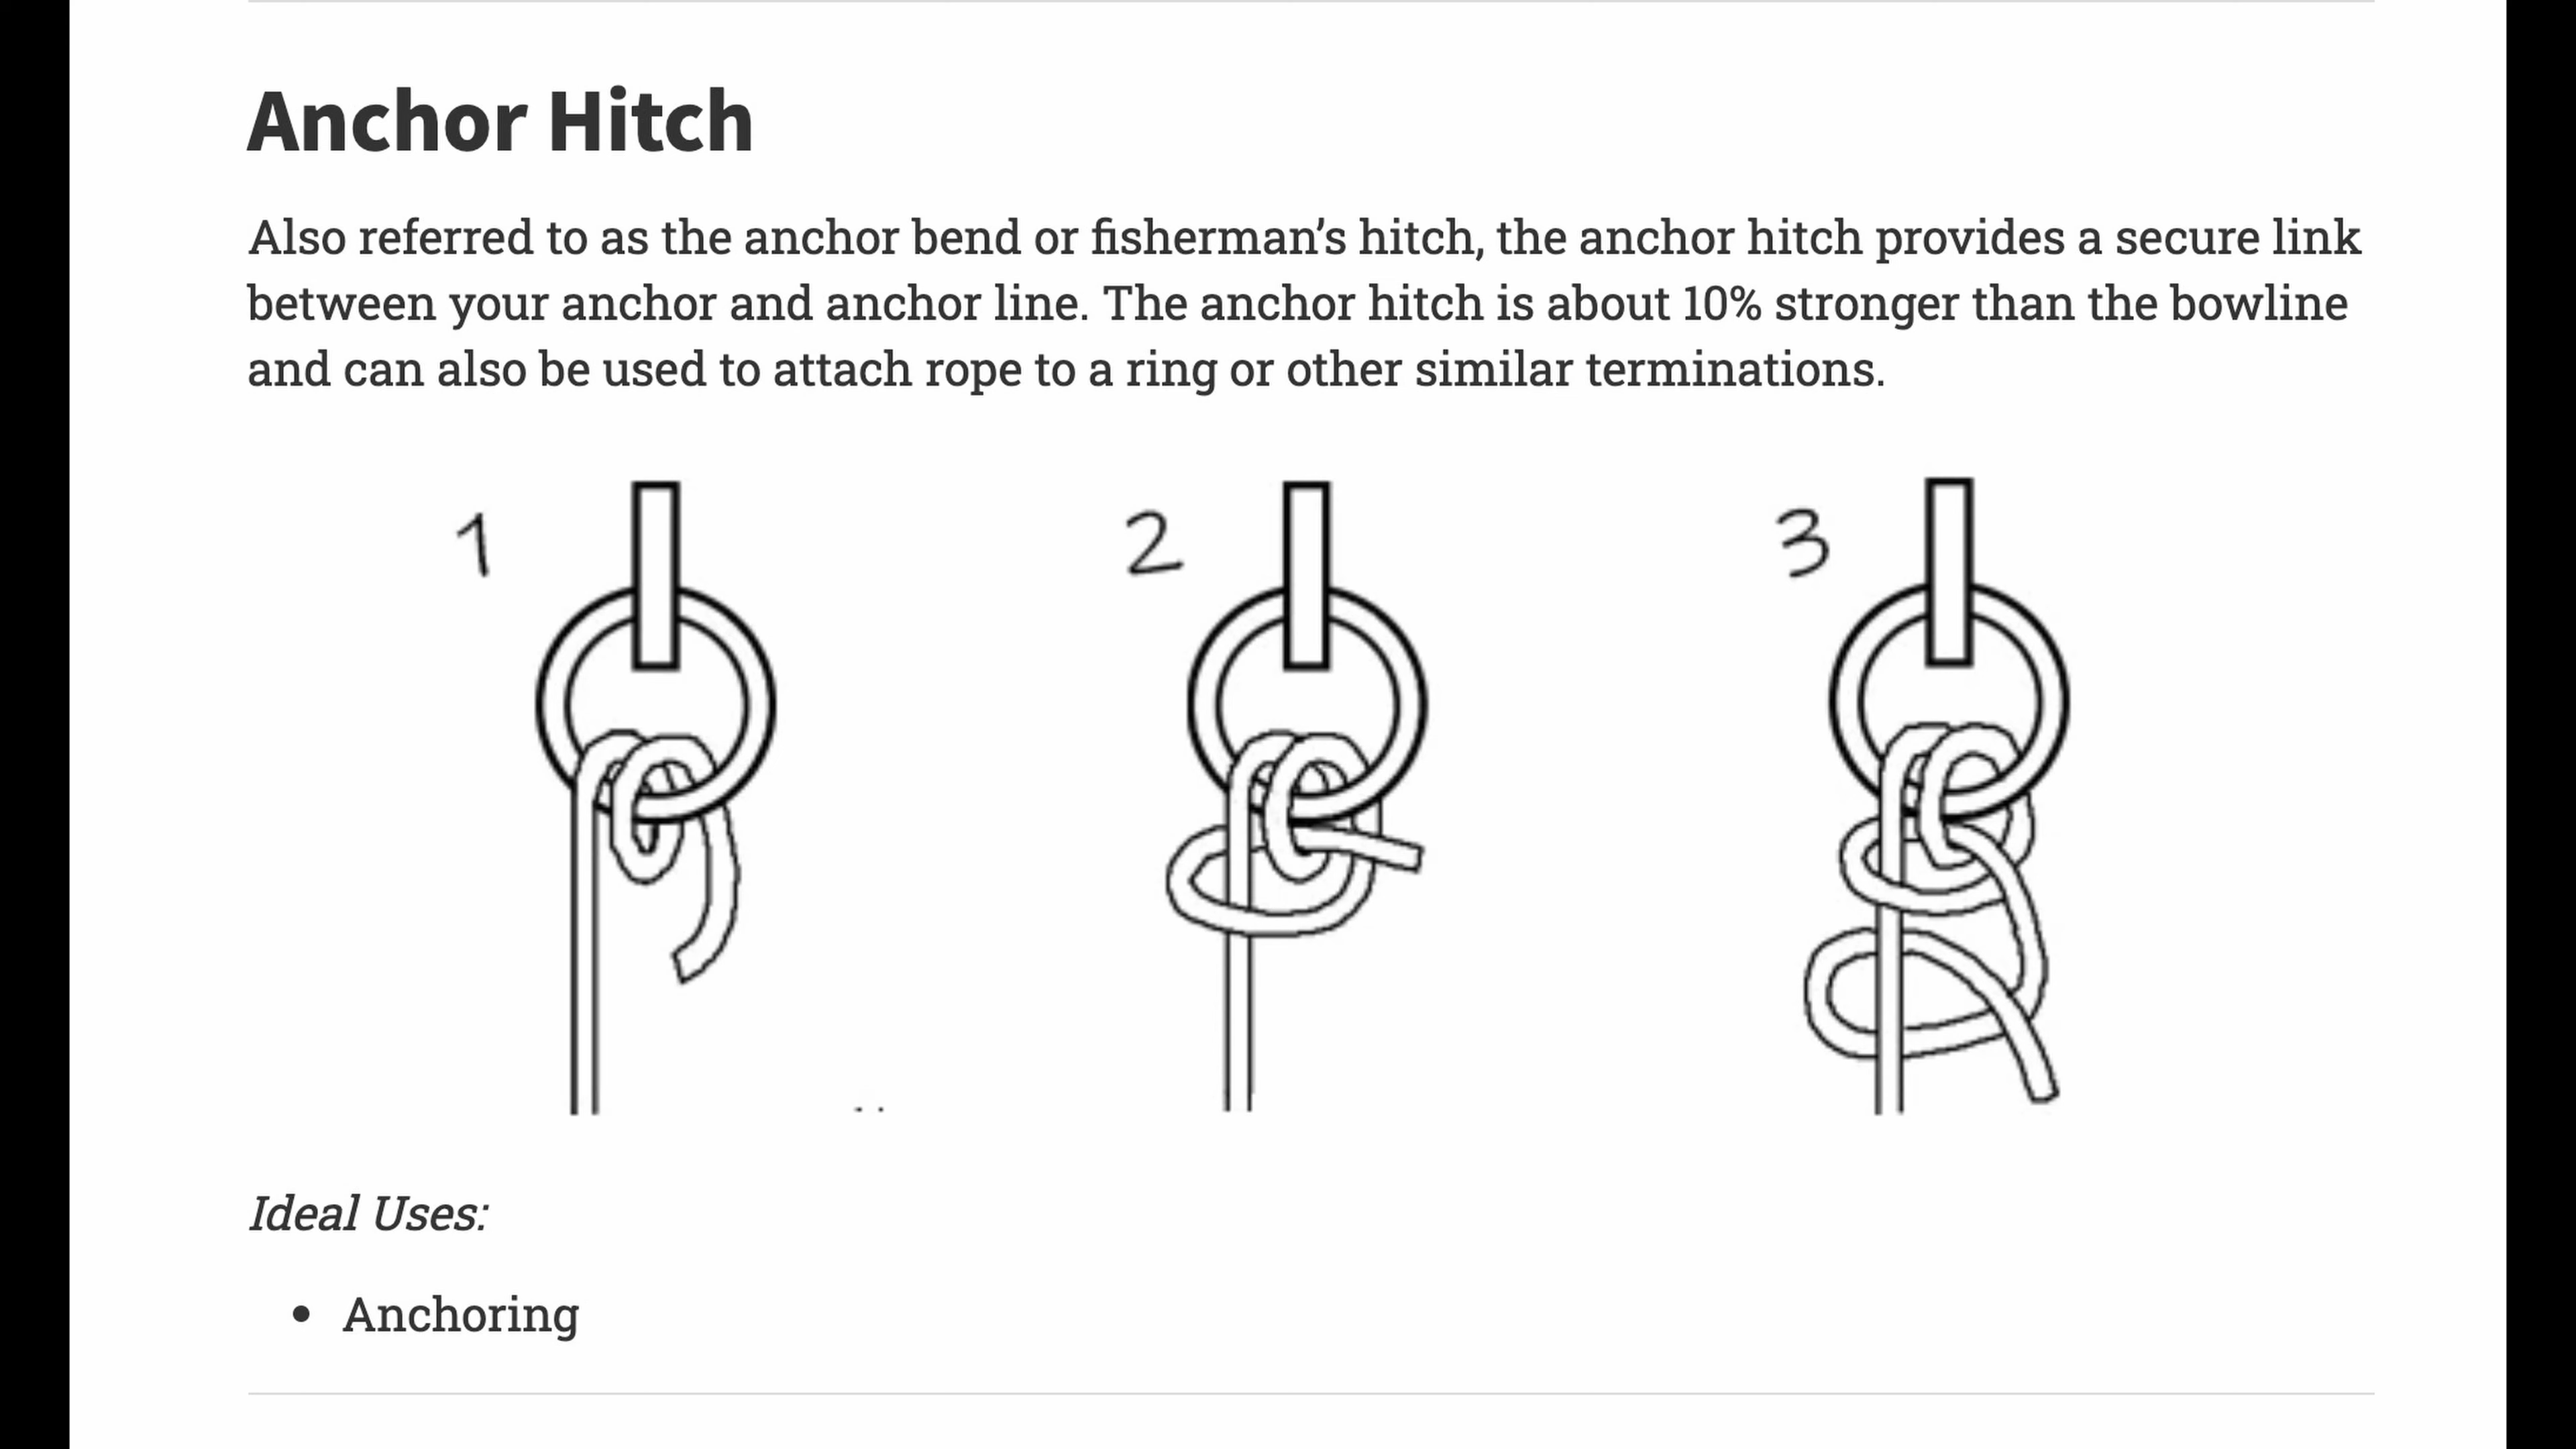 Anchor Hitch
Also referred to as the anchor bend or fisherman’s hitch, the anchor hitch provides a secure link
between your anchor and anchor line. The anchor hitch is about 10% stronger than the bowline
and can also be used to attach rope to a ring or other similar terminations.
1 2 3
Ideal Uses:
• Anchoring